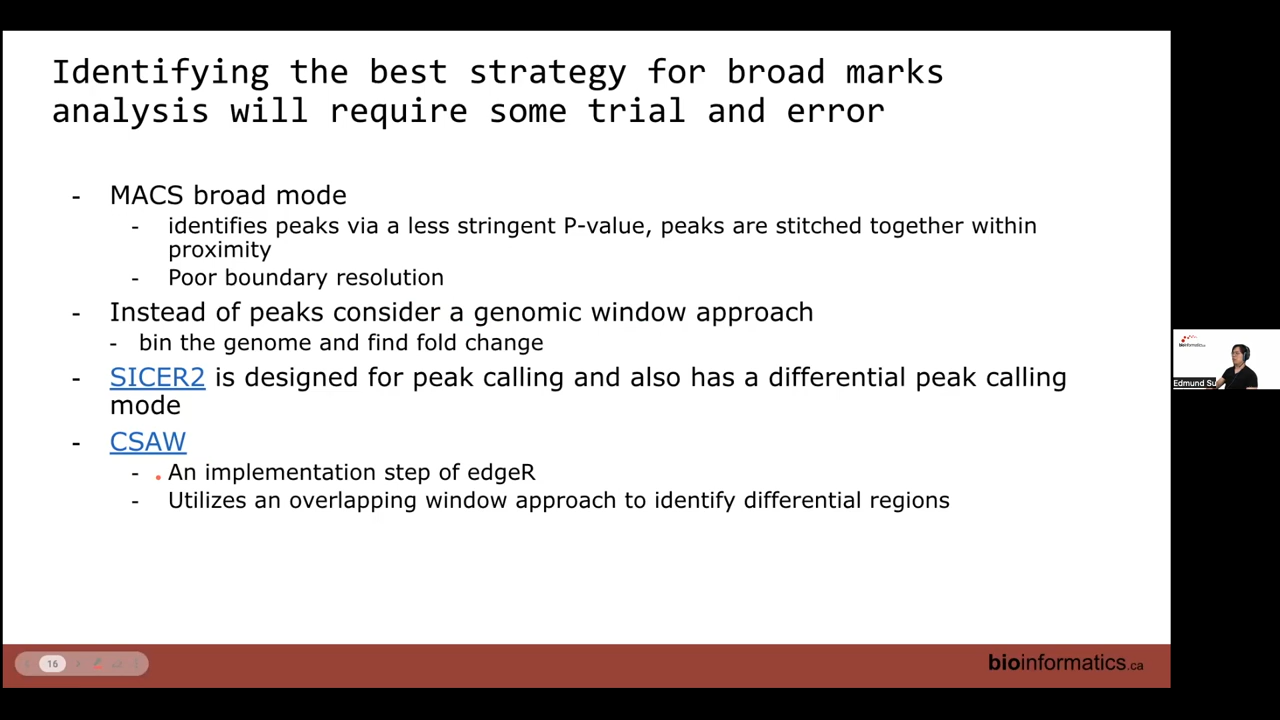 Identifying the best strategy for broad marks
analysis will require some trial and error
- MACS broad mode
- identifies peaks via a less stringent P-value, peaks are stitched together within
proximity
- Poor boundary resolution
- Instead of peaks consider a genomic window approach
- bin the genome and find fold change
- SICER2 is designed for peak calling and also has a differential peak calling
mode
- CSAW
- An implementation step of edgeR
- Utilizes an overlapping window approach to identify differential regions
bioinformatics.ca
Edmund Su
16
bioinformatics.ca